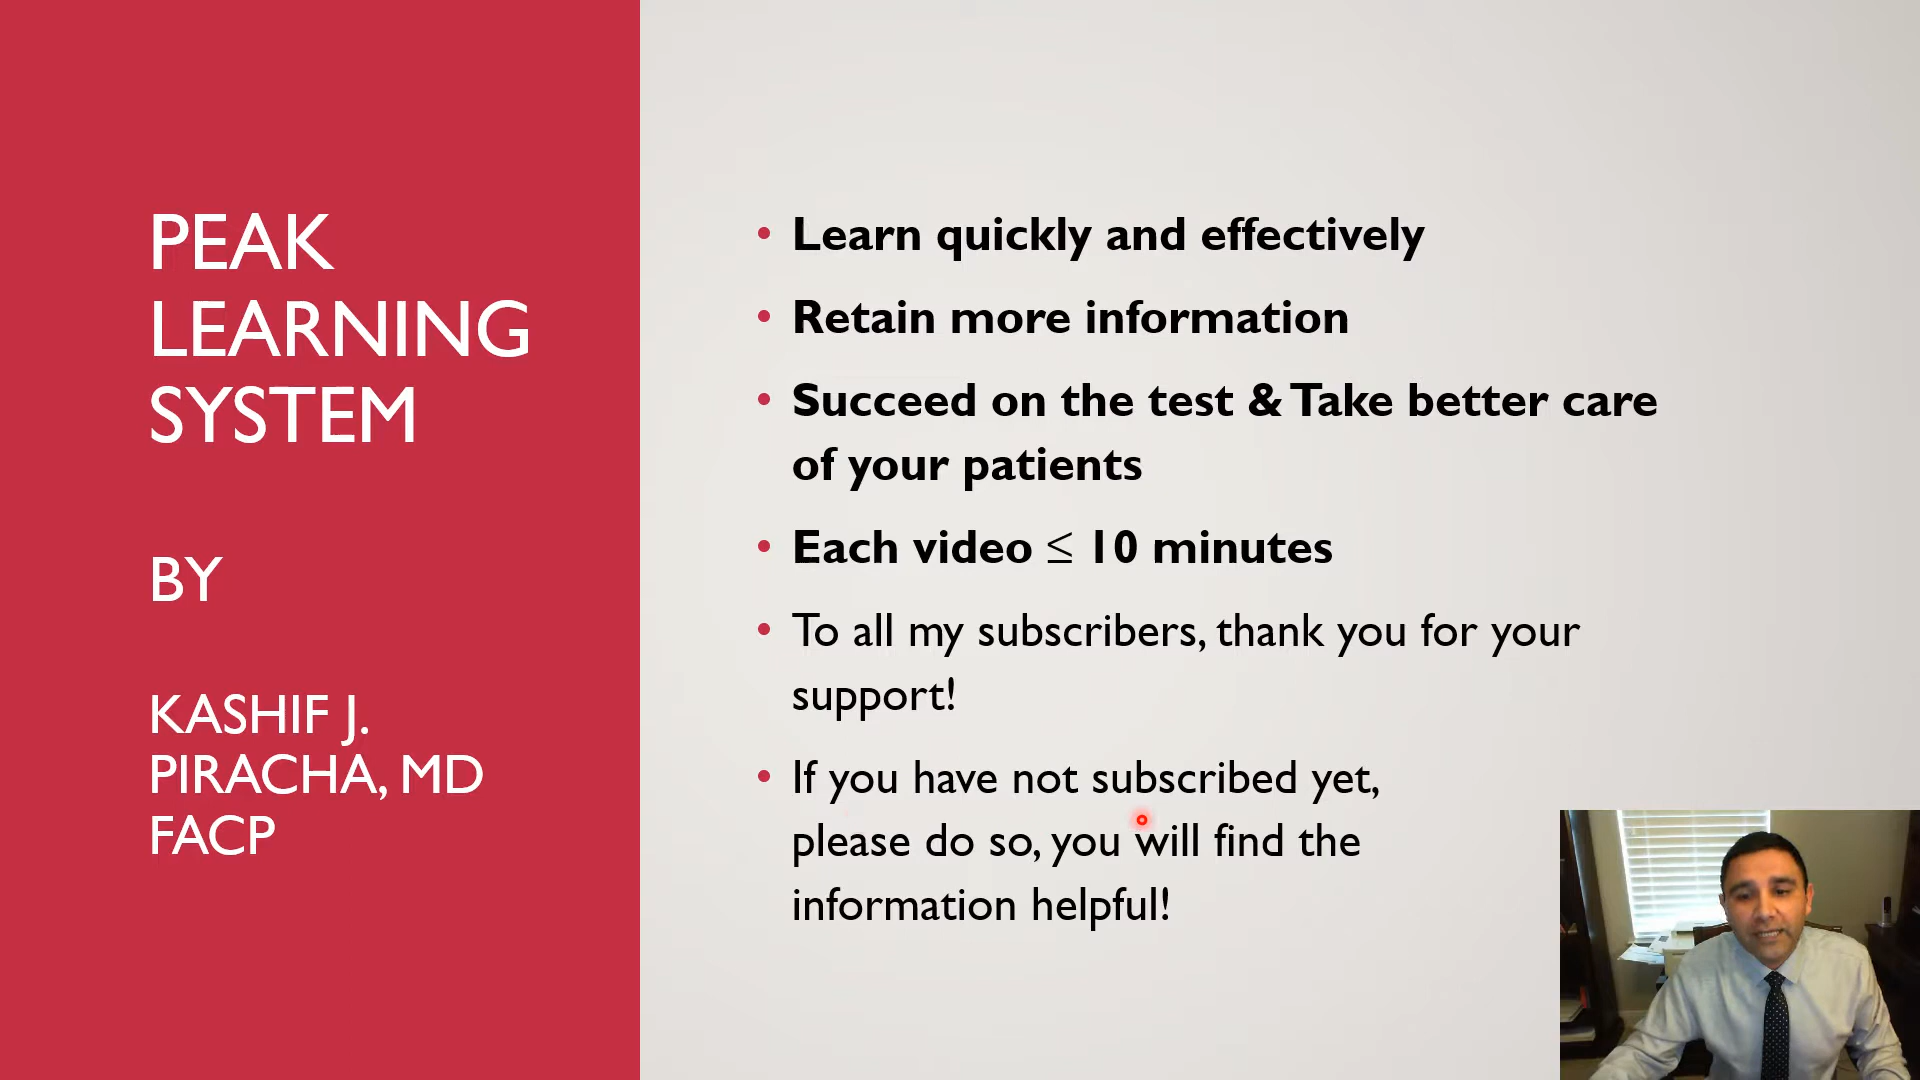 PEAK
LEARNING
SYSTEM
BY
KASHIF J.
PIRACHA, MD
FACP
• Learn quickly and effectively
• Retain more information
• Succeed on the test & Take better care
of your patients
• Each video ≤ 10 minutes
• To all my subscribers, thank you for your
support!
• If you have not subscribed yet,
please do so, you will find the
information helpful!